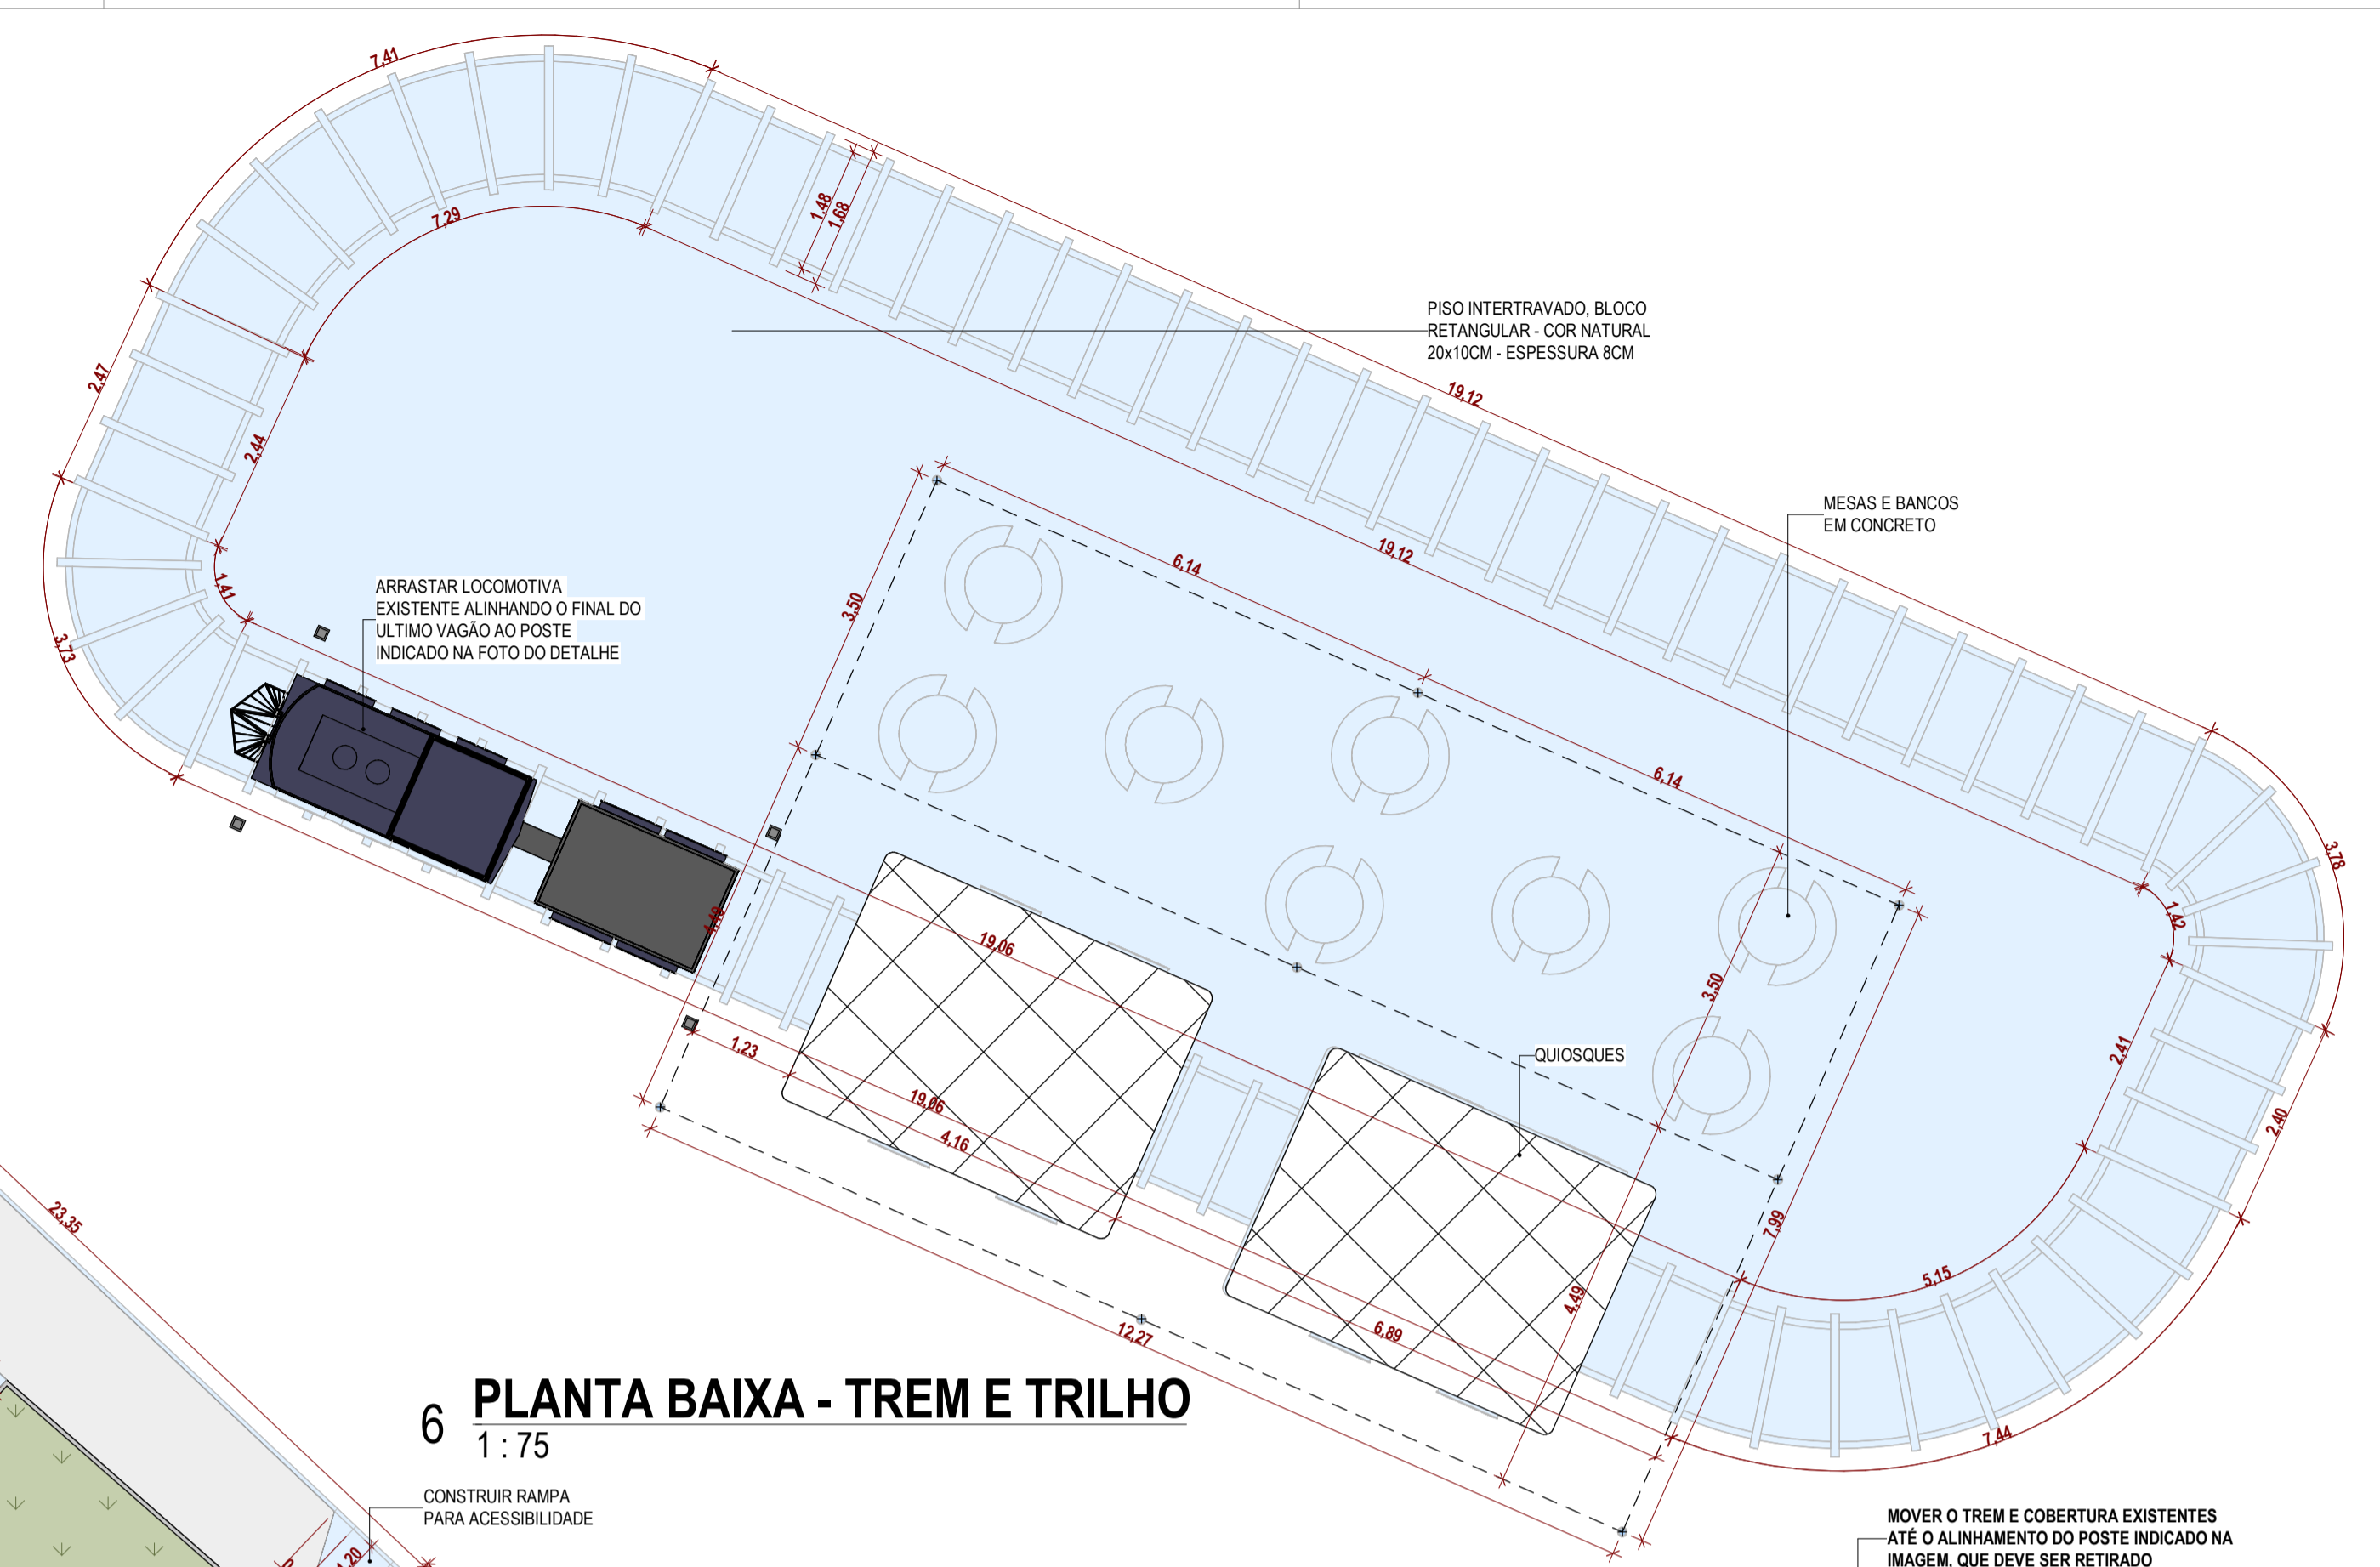 7,41
7,29
1,48
1,68
PISO INTERTRAVADO, BLOCO
RETANGULAR - COR NATURAL
20x10CM - ESPESSURA 8CM
2,47
2,44
19,12
MESAS E BANCOS
EM CONCRETO
19,12
6,14
3,50
1,41
ARRASTAR LOCOMOTIVA
EXISTENTE ALINHANDO O FINAL DO
ULTIMO VAGÃO AO POSTE
INDICADO NA FOTO DO DETALHE
3,73
6,14
3,78
1,42
19,06
3,50
1,23
2,41
QUIOSQUES
19,06
2,40
4,16
23,35
7,99
5,15
4,49
12,27
6,89
6 PLANTA BAIXA - TREM E TRILHO
1 : 75
7,44
CONSTRUIR RAMPA
PARA ACESSIBILIDADE
MOVER O TREM E COBERTURA EXISTENTES
ATÉ O ALINHAMENTO DO POSTE INDICADO NA
IMAGEM, QUE DEVE SER RETIRADO